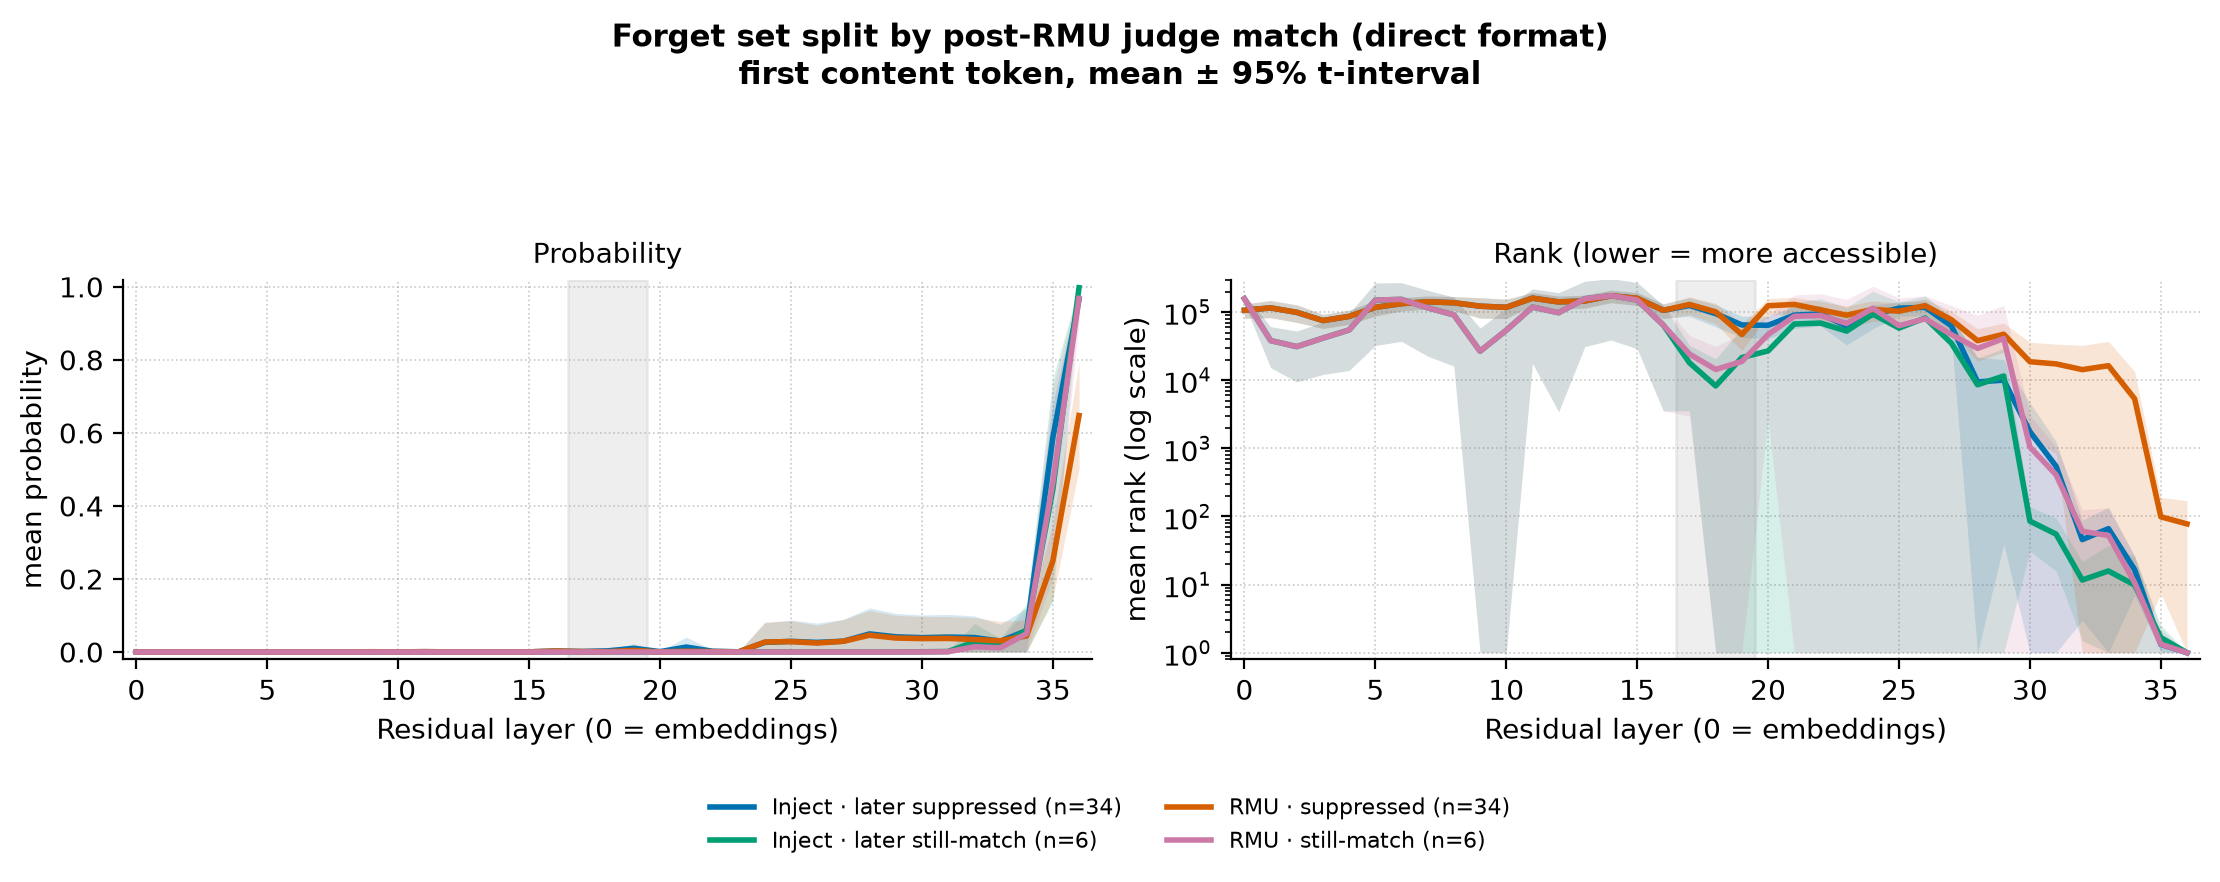 Forget set split by post-RMU judge match (direct format)
first content token, mean ± 95% t-interval
Probability
1.0
0.8
0.6
0.4
0.2
0.0
mean probability
0 5 10 15 20 25 30 35
Residual layer (0 = embeddings)
Rank (lower = more accessible)
10⁵
10⁴
10³
10²
10¹
10⁰
mean rank (log scale)
0 5 10 15 20 25 30 35
Residual layer (0 = embeddings)
Inject · later suppressed (n=34)
Inject · later still-match (n=6)
RMU · suppressed (n=34)
RMU · still-match (n=6)